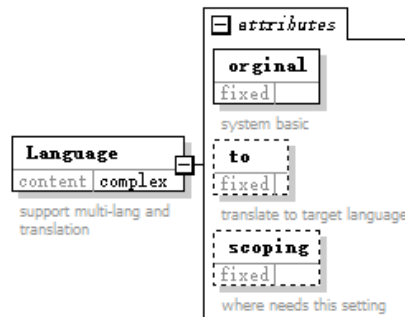 attributes
orginal
fixed
system basic
Language
content complex
support multi-lang and
translation
to
fixed
translate to target language
scoping
fixed
where needs this setting